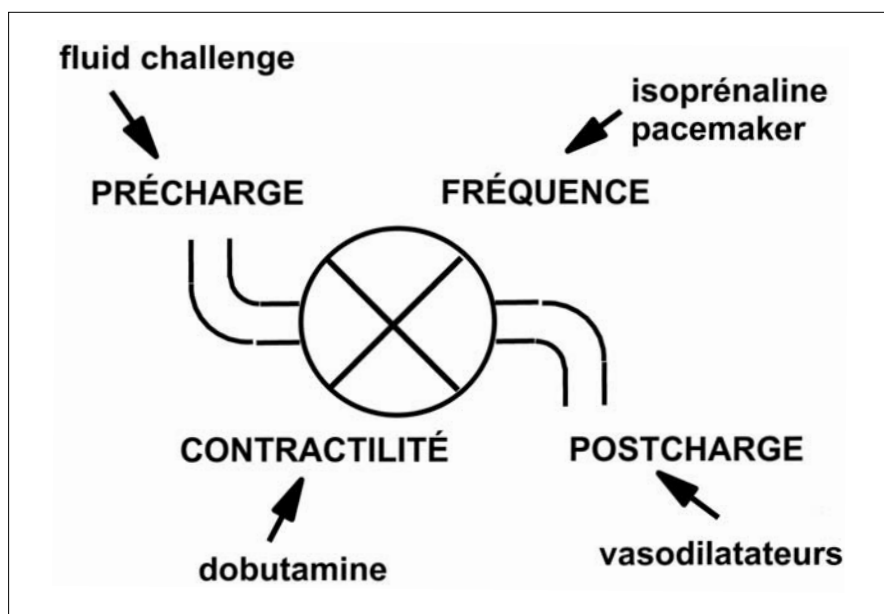 fluid challenge
isoprénaline
pacemaker
PRÉCHARGE
FRÉQUENCE
CONTRACTILITÉ
POSTCHARGE
dobutamine
vasodilatateurs